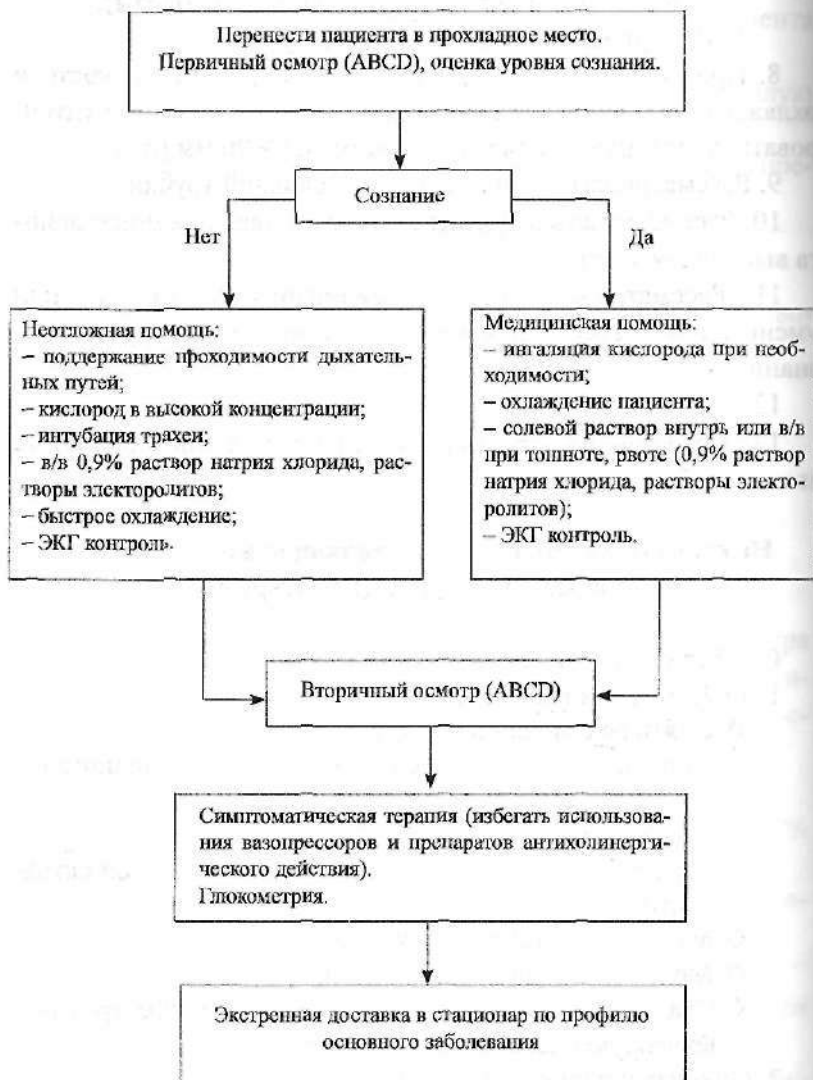 Перенести пациента в прохладное место.
Первичный осмотр (ABCD), оценка уровня сознания.
Сознание
Нет
Да
Неотложная помощь:
– поддержание проходимости дыхатель-
ных путей;
– кислород в высокой концентрации;
– интубация трахеи;
– в/в 0,9% раствор натрия хлорида, рас-
творы электоролитов;
– быстрое охлаждение;
– ЭКГ контроль.
Медицинская помощь:
– ингаляция кислорода при необ-
ходимости;
– охлаждение пациента;
– солевой раствор внутрь или в/в
при тошноте, рвоте (0,9% раствор
натрия хлорида, растворы электо-
ролитов);
– ЭКГ контроль.
Вторичный осмотр (ABCD)
Симптоматическая терапия (избегать использова-
ния вазопрессоров и препаратов антихолинерги-
ческого действия).
Глюкометрия.
Экстренная доставка в стационар по профилю
основного заболевания